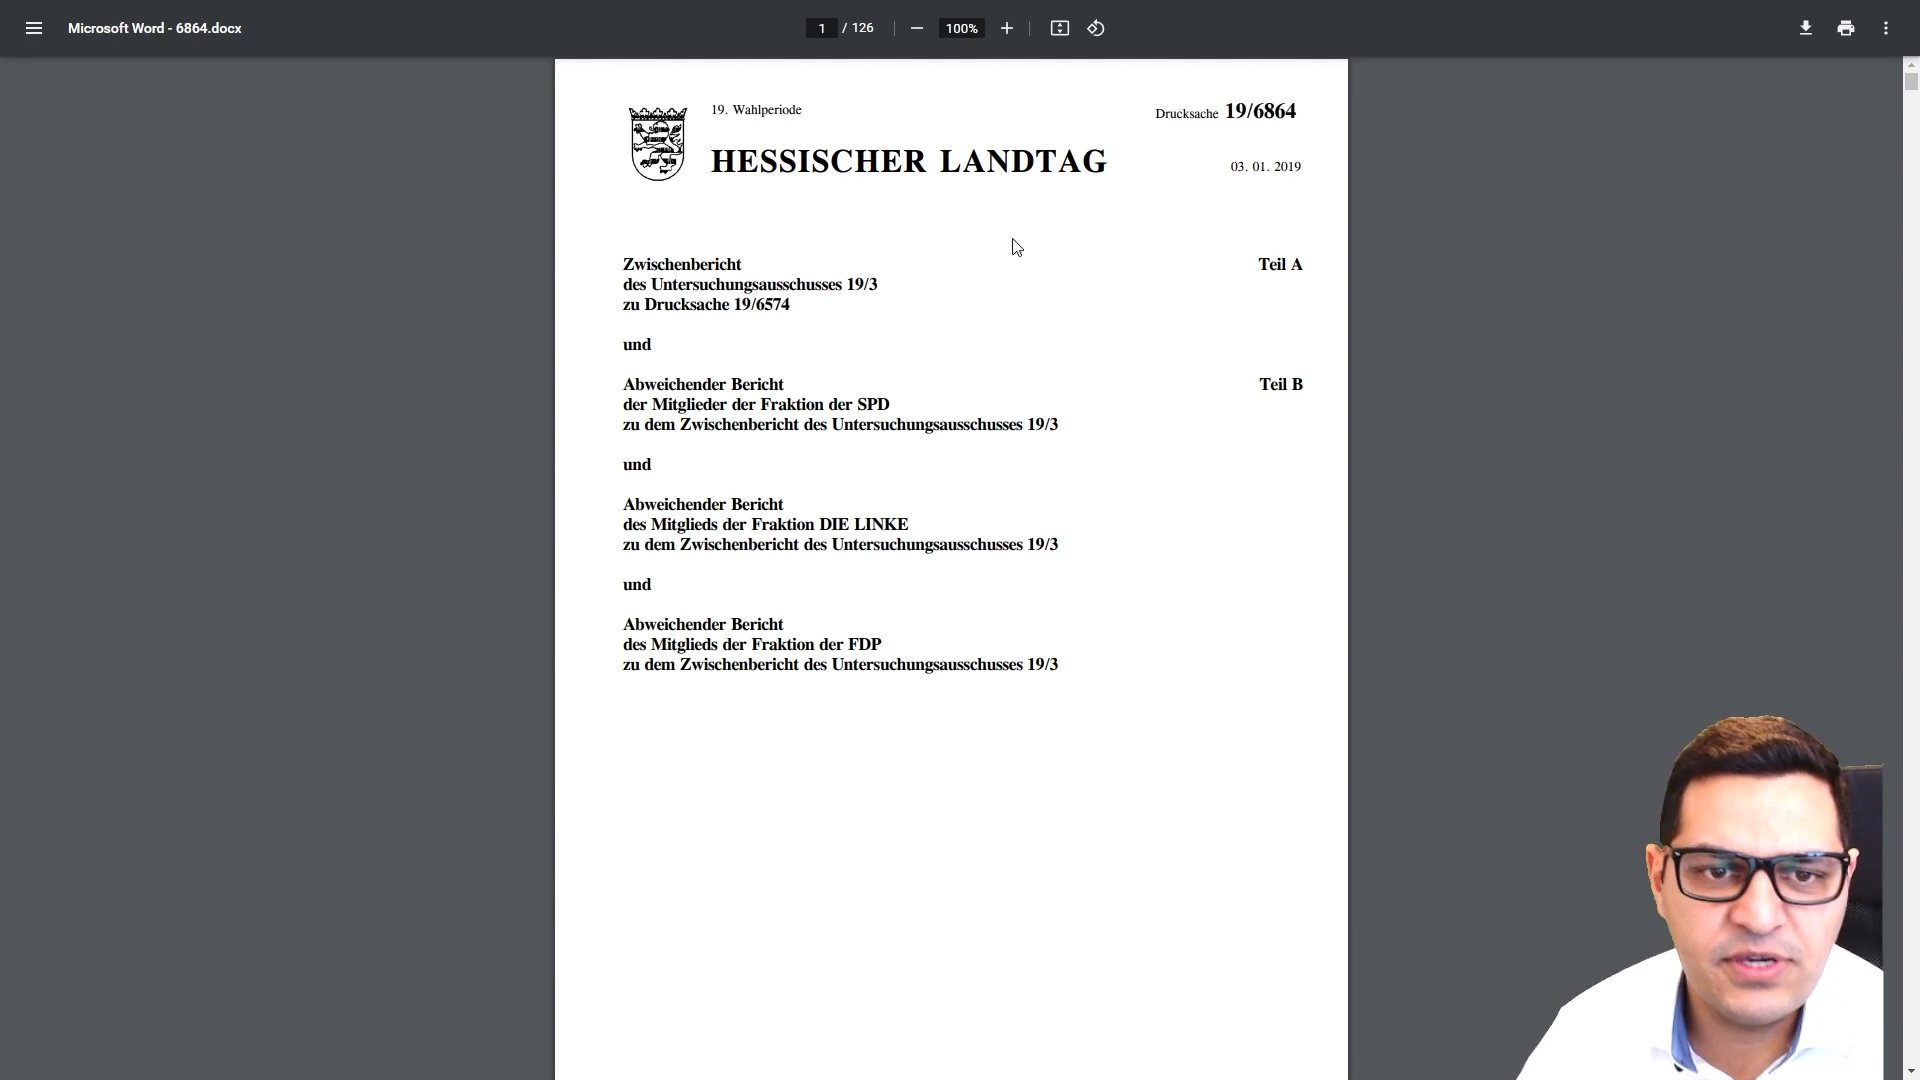 Microsoft Word - 6864.docx
1 / 126
100%
19. Wahlperiode
Drucksache 19/6864
HESSISCHER LANDTAG
03. 01. 2019
Zwischenbericht
Teil A
des Untersuchungsausschusses 19/3
zu Drucksache 19/6574
und
Abweichender Bericht
Teil B
der Mitglieder der Fraktion der SPD
zu dem Zwischenbericht des Untersuchungsausschusses 19/3
und
Abweichender Bericht
des Mitglieds der Fraktion DIE LINKE
zu dem Zwischenbericht des Untersuchungsausschusses 19/3
und
Abweichender Bericht
des Mitglieds der Fraktion der FDP
zu dem Zwischenbericht des Untersuchungsausschusses 19/3